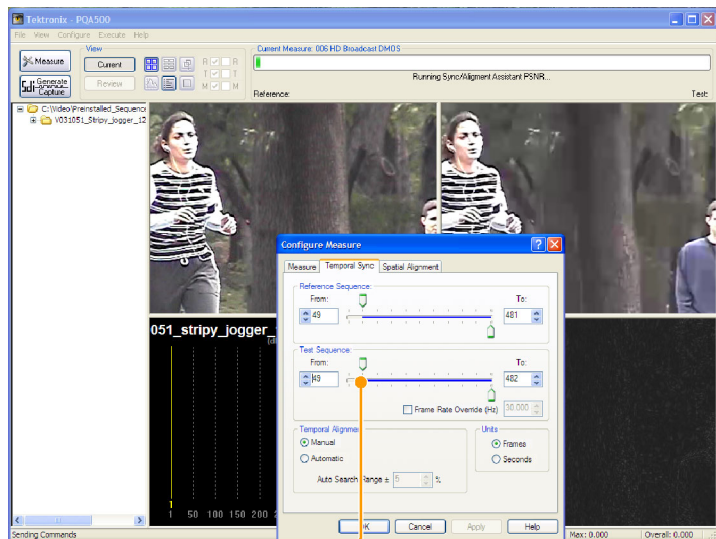 Tektronix - PQA500
File View Configure Execute Help
Measure
View
Current
Review
Generate
Capture
R R
T T
M M
Current Measure: 006 HD Broadcast DMOS
Running Sync/Alignment Assistant PSNR...
Reference:
Test:
C:\Video\Preinstalled_Sequence
V031051_Stripy_jogger_12
Configure Measure
Measure Temporal Sync Spatial Alignment
Reference Sequence:
From:
To:
49
481
Test Sequence:
From:
To:
49
482
Frame Rate Override (Hz) 30.000
Temporal Alignme
Manual
Automatic
Auto Search Range ± 5 %
Units
Frames
Seconds
OK Cancel Apply Help
051_stripy_jogger_
(di
1
1 50 100 150 200 2
Sending Commands
Max: 0.000
Overall: 0.000